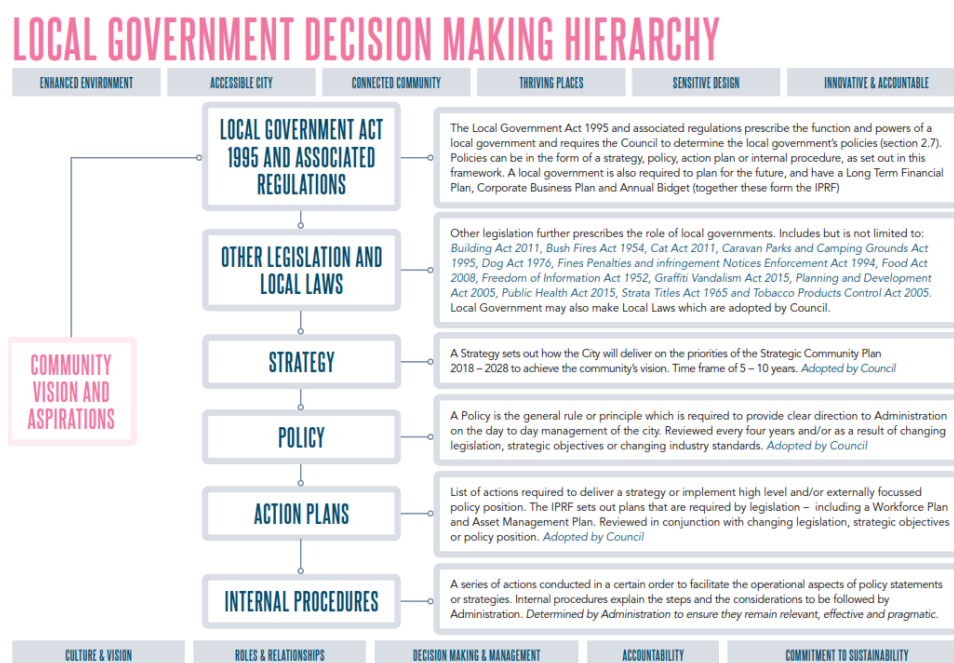 LOCAL GOVERNMENT DECISION MAKING HIERARCHY
ENHANCED ENVIRONMENT
ACCESSIBLE CITY
CONNECTED COMMUNITY
THRIVING PLACES
SENSITIVE DESIGN
INNOVATIVE & ACCOUNTABLE
COMMUNITY
VISION AND
ASPIRATIONS
LOCAL GOVERNMENT ACT
1995 AND ASSOCIATED
REGULATIONS
The Local Government Act 1995 and associated regulations prescribe the function and powers of a
local government and requires the Council to determine the local government's policies (section 2.7).
Policies can be in the form of a strategy, policy, action plan or internal procedure, as set out in this
framework. A local government is also required to plan for the future, and have a Long Term Financial
Plan, Corporate Business Plan and Annual Budget (together these form the IPRF)
OTHER LEGISLATION AND
LOCAL LAWS
Other legislation further prescribes the role of local governments. Includes but is not limited to:
Building Act 2011, Bush Fires Act 1954, Cat Act 2011, Caravan Parks and Camping Grounds Act
1995, Dog Act 1976, Fines Penalties and infringement Notices Enforcement Act 1994, Food Act
2008, Freedom of Information Act 1952, Graffiti Vandalism Act 2015, Planning and Development
Act 2005, Public Health Act 2015, Strata Titles Act 1965 and Tobacco Products Control Act 2005.
Local Government may also make Local Laws which are adopted by Council.
STRATEGY
A Strategy sets out how the City will deliver on the priorities of the Strategic Community Plan
2018 – 2028 to achieve the community's vision. Time frame of 5 – 10 years. Adopted by Council
POLICY
A Policy is the general rule or principle which is required to provide clear direction to Administration
on the day to day management of the city. Reviewed every four years and/or as a result of changing
legislation, strategic objectives or changing industry standards. Adopted by Council
ACTION PLANS
List of actions required to deliver a strategy or implement high level and/or externally focussed
policy position. The IPRF sets out plans that are required by legislation – including a Workforce Plan
and Asset Management Plan. Reviewed in conjunction with changing legislation, strategic objectives
or policy position. Adopted by Council
INTERNAL PROCEDURES
A series of actions conducted in a certain order to facilitate the operational aspects of policy statements
or strategies. Internal procedures explain the steps and the considerations to be followed by
Administration. Determined by Administration to ensure they remain relevant, effective and pragmatic.
CULTURE & VISION
ROLES & RELATIONSHIPS
DECISION MAKING & MANAGEMENT
ACCOUNTABILITY
COMMITMENT TO SUSTAINABILITY